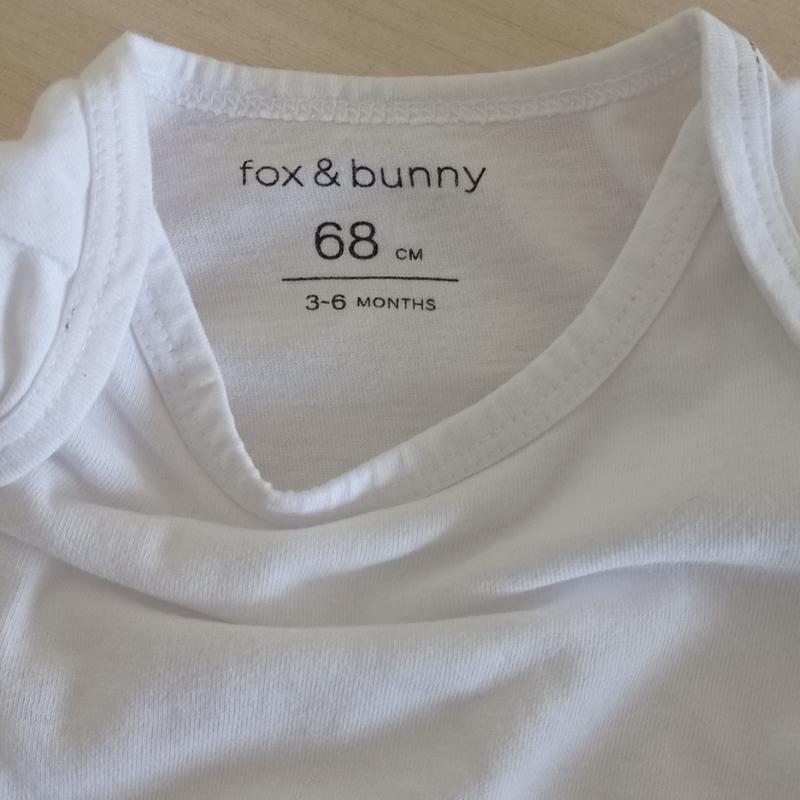 fox & bunny
68 CM
3-6 MONTHS